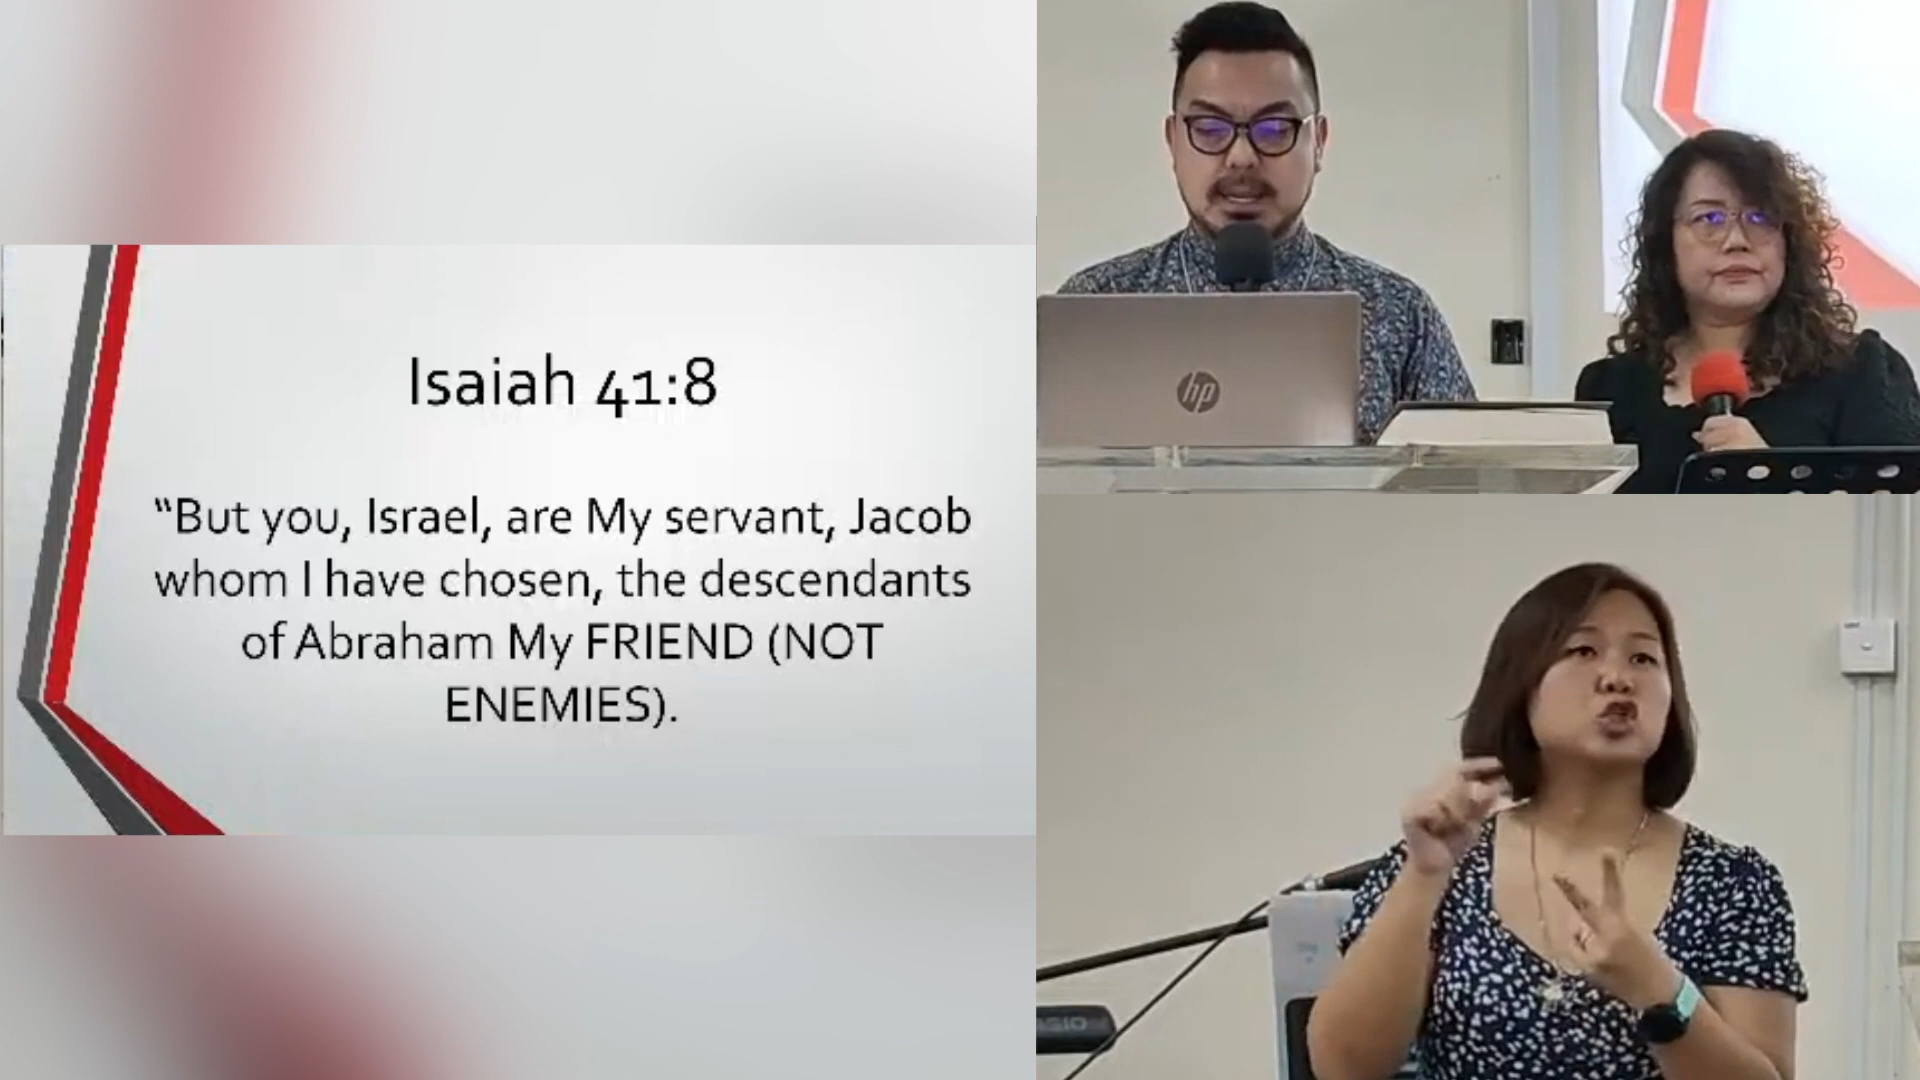 Isaiah 41:8
“But you, Israel, are My servant, Jacob
whom I have chosen, the descendants
of Abraham My FRIEND (NOT
ENEMIES).
hp